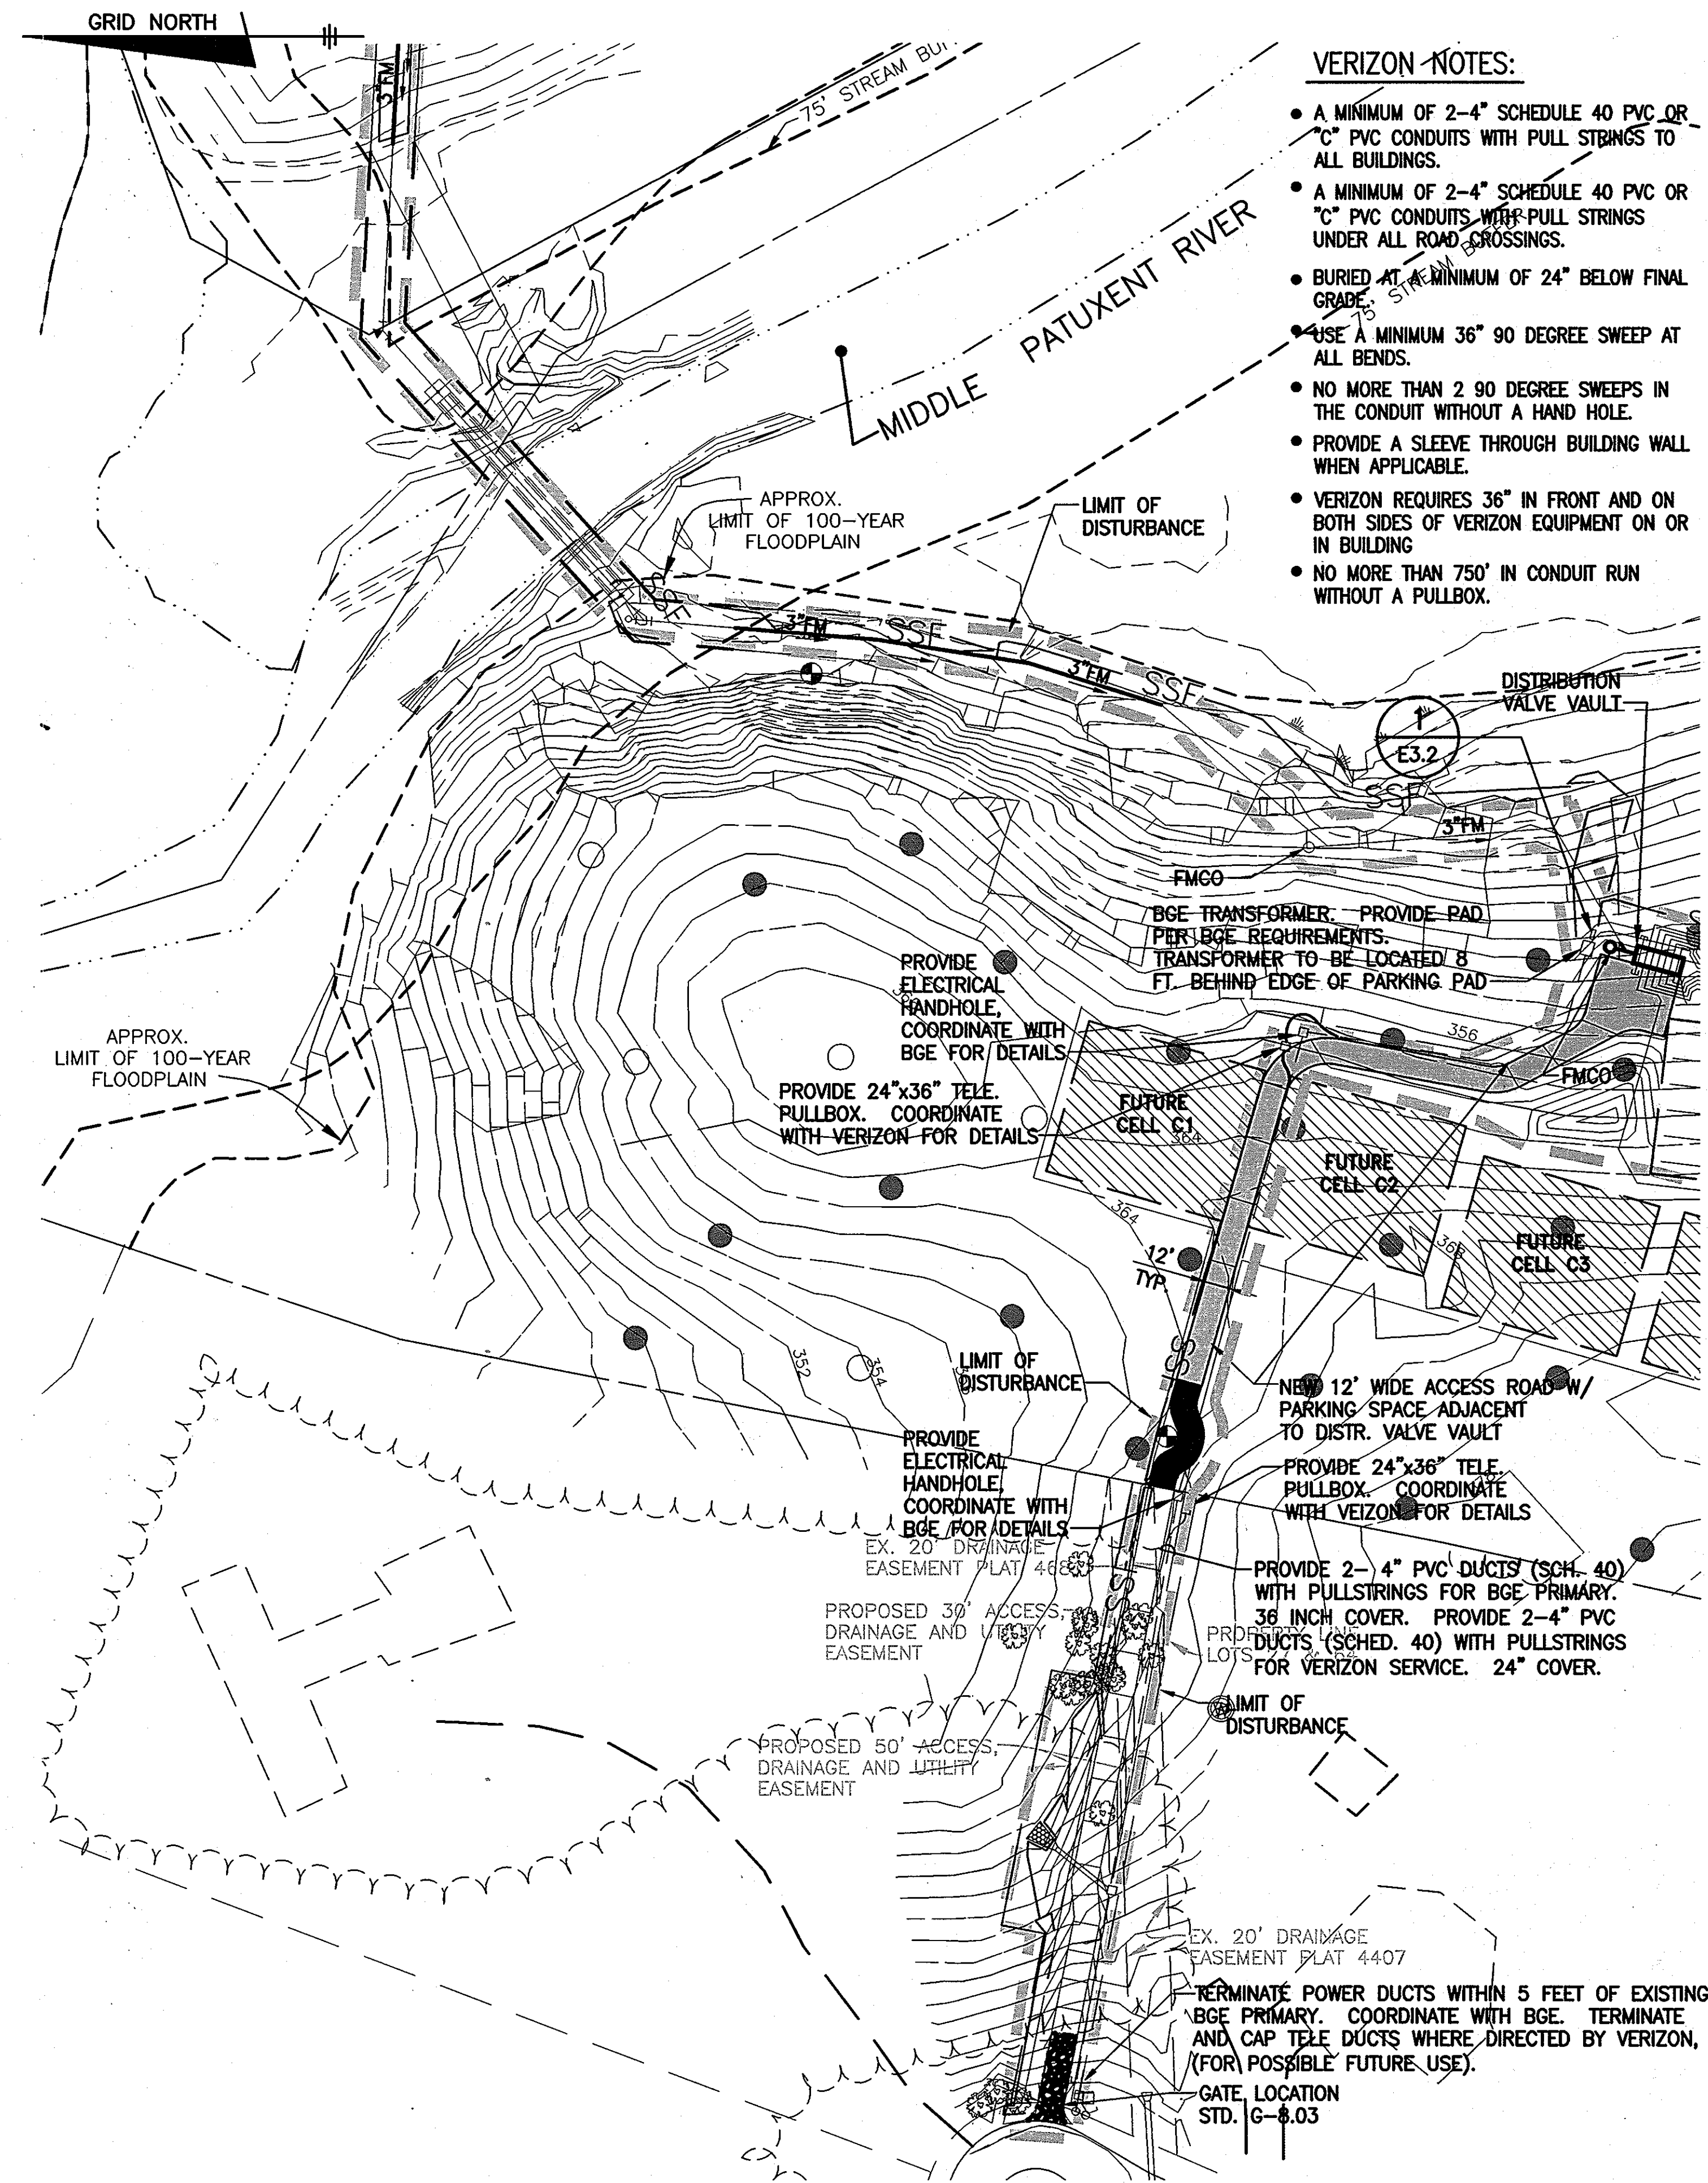 GRID NORTH
3"FM
75' STREAM BU
VERIZON NOTES:
A MINIMUM OF 2-4" SCHEDULE 40 PVC OR
"C" PVC CONDUITS WITH PULL STRINGS TO
ALL BUILDINGS.
A MINIMUM OF 2-4" SCHEDULE 40 PVC OR
"C" PVC CONDUITS WITH PULL STRINGS
UNDER ALL ROAD CROSSINGS.
BURIED AT A MINIMUM OF 24" BELOW FINAL
GRADE.
USE A MINIMUM 36" 90 DEGREE SWEEP AT
ALL BENDS.
NO MORE THAN 2 90 DEGREE SWEEPS IN
THE CONDUIT WITHOUT A HAND HOLE.
PROVIDE A SLEEVE THROUGH BUILDING WALL
WHEN APPLICABLE.
VERIZON REQUIRES 36" IN FRONT AND ON
BOTH SIDES OF VERIZON EQUIPMENT ON OR
IN BUILDING
NO MORE THAN 750' IN CONDUIT RUN
WITHOUT A PULLBOX.
75' STREAM BUFFER
MIDDLE PATUXENT RIVER
APPROX.
LIMIT OF 100-YEAR
FLOODPLAIN
LIMIT OF
DISTURBANCE
SSF
3"FM
SSF
3"FM
SSF
DISTRIBUTION
VALVE VAULT
1
E3.2
SSF
3"FM
FMCO
BGE TRANSFORMER. PROVIDE PAD
PER BGE REQUIREMENTS.
TRANSFORMER TO BE LOCATED 8
FT. BEHIND EDGE OF PARKING PAD
PROVIDE
ELECTRICAL
HANDHOLE,
COORDINATE WITH
BGE FOR DETAILS
356
APPROX.
LIMIT OF 100-YEAR
FLOODPLAIN
FMCO
PROVIDE 24"x36" TELE.
PULLBOX. COORDINATE
WITH VERIZON FOR DETAILS
FUTURE
CELL C1
364
FUTURE
CELL C2
364
368
FUTURE
CELL C3
12'
TYP.
SSF
352
354
LIMIT OF
DISTURBANCE
NEW 12' WIDE ACCESS ROAD W/
PARKING SPACE ADJACENT
TO DISTR. VALVE VAULT
PROVIDE
ELECTRICAL
HANDHOLE,
COORDINATE WITH
BGE FOR DETAILS
PROVIDE 24"x36" TELE.
PULLBOX. COORDINATE
WITH VEIZON FOR DETAILS
EX. 20' DRAINAGE
EASEMENT PLAT
PROVIDE 2- 4" PVC DUCTS (SCH. 40)
WITH PULLSTRINGS FOR BGE PRIMARY.
36 INCH COVER. PROVIDE 2-4" PVC
DUCTS (SCHED. 40) WITH PULLSTRINGS
FOR VERIZON SERVICE. 24" COVER.
PROPOSED 30' ACCESS,
DRAINAGE AND UTILITY
EASEMENT
PROPERTY LINE
LOTS
LIMIT OF
DISTURBANCE
PROPOSED 50' ACCESS,
DRAINAGE AND UTILITY
EASEMENT
EX. 20' DRAINAGE
EASEMENT PLAT 4407
TERMINATE POWER DUCTS WITHIN 5 FEET OF EXISTING
BGE PRIMARY. COORDINATE WITH BGE. TERMINATE
AND CAP TELE DUCTS WHERE DIRECTED BY VERIZON,
(FOR POSSIBLE FUTURE USE).
GATE LOCATION
STD. G-8.03